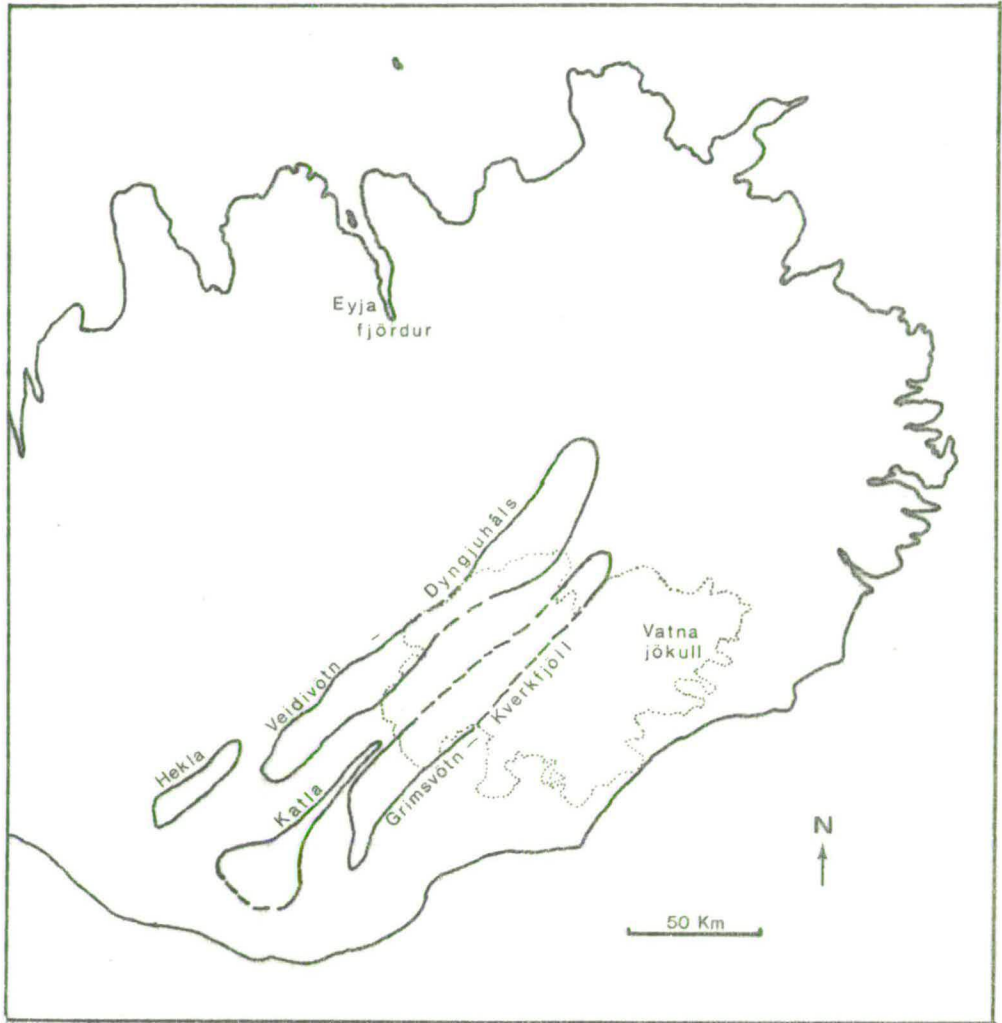 Eyja
fjördur
Dyngjuháls
Vatna
jökull
Veidivötn –
– Kverkfjöll
Hekla
Katla
Grimsvötn
N
50 Km